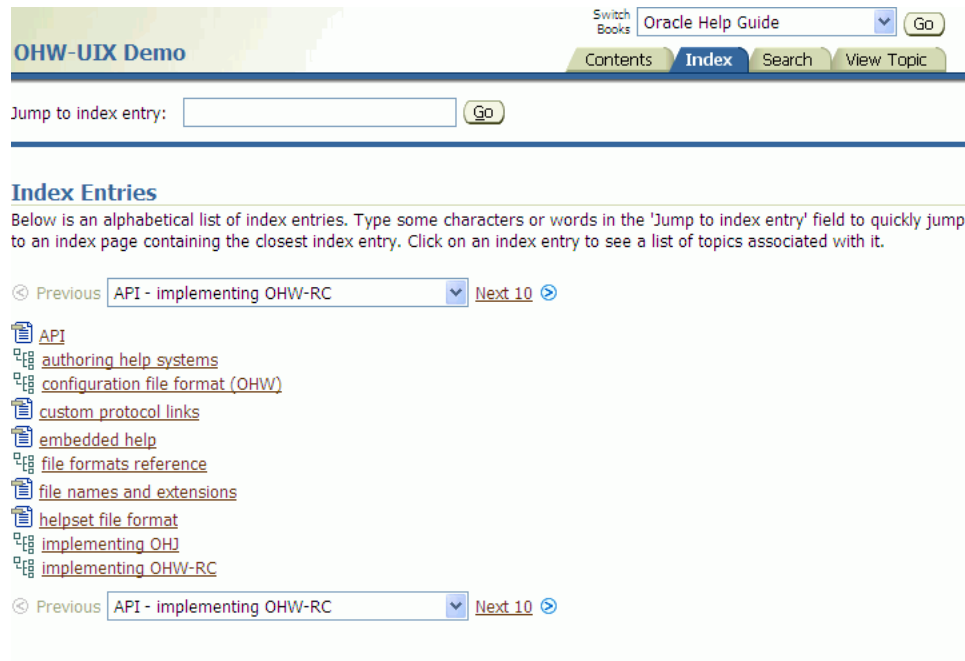 Switch Books Oracle Help Guide Go
OHW-UIX Demo
Contents Index Search View Topic
Jump to index entry: Go
Index Entries
Below is an alphabetical list of index entries. Type some characters or words in the 'Jump to index entry' field to quickly jump
to an index page containing the closest index entry. Click on an index entry to see a list of topics associated with it.
Previous API - implementing OHW-RC Next 10
API
authoring help systems
configuration file format (OHW)
custom protocol links
embedded help
file formats reference
file names and extensions
helpset file format
implementing OHJ
implementing OHW-RC
Previous API - implementing OHW-RC Next 10